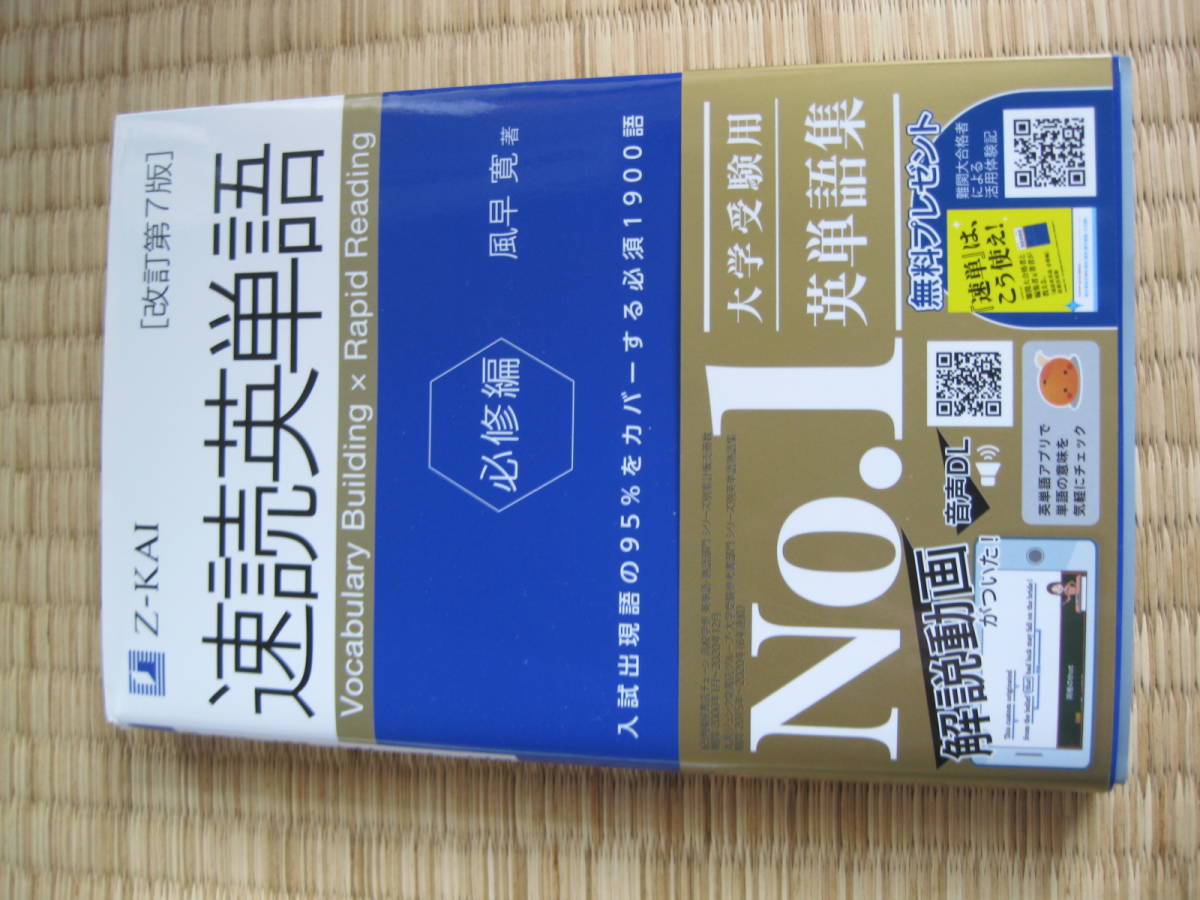 Z-KAI
[改訂第7版]
速読英単語
Vocabulary Building × Rapid Reading
必修編
風早 寛 著
入試出現語の95%をカバーする必須1900語
No.1
大学受験用
英単語集
解説動画
がついた!
音声DL
英単語アプリで
単語の意味を
気軽にチェック
無料プレゼント
『速単』は、
こう使え!
難関大合格者
による
活用体験記